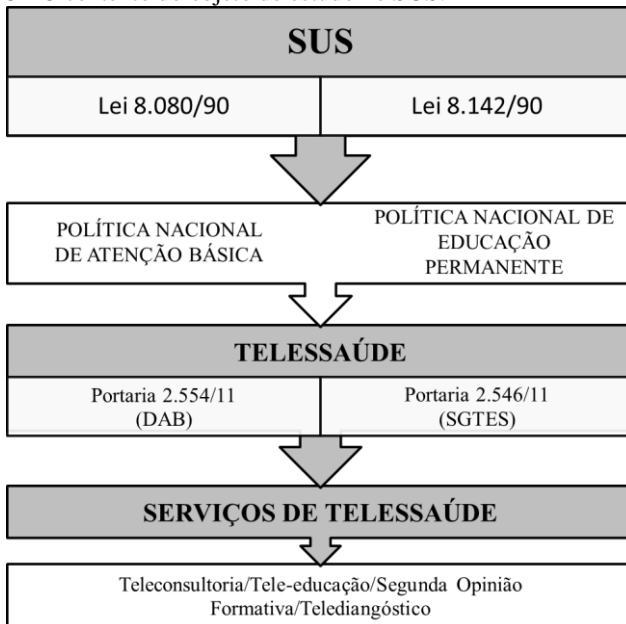 SUS
Lei 8.080/90
Lei 8.142/90
POLÍTICA NACIONAL
DE ATENÇÃO BÁSICA
POLÍTICA NACIONAL DE
EDUCAÇÃO
PERMANENTE
TELESSAÚDE
Portaria 2.554/11
(DAB)
Portaria 2.546/11
(SGTES)
SERVIÇOS DE TELESSAÚDE
Teleconsultoria/Tele-educação/Segunda Opinião
Formativa/Telediangóstico